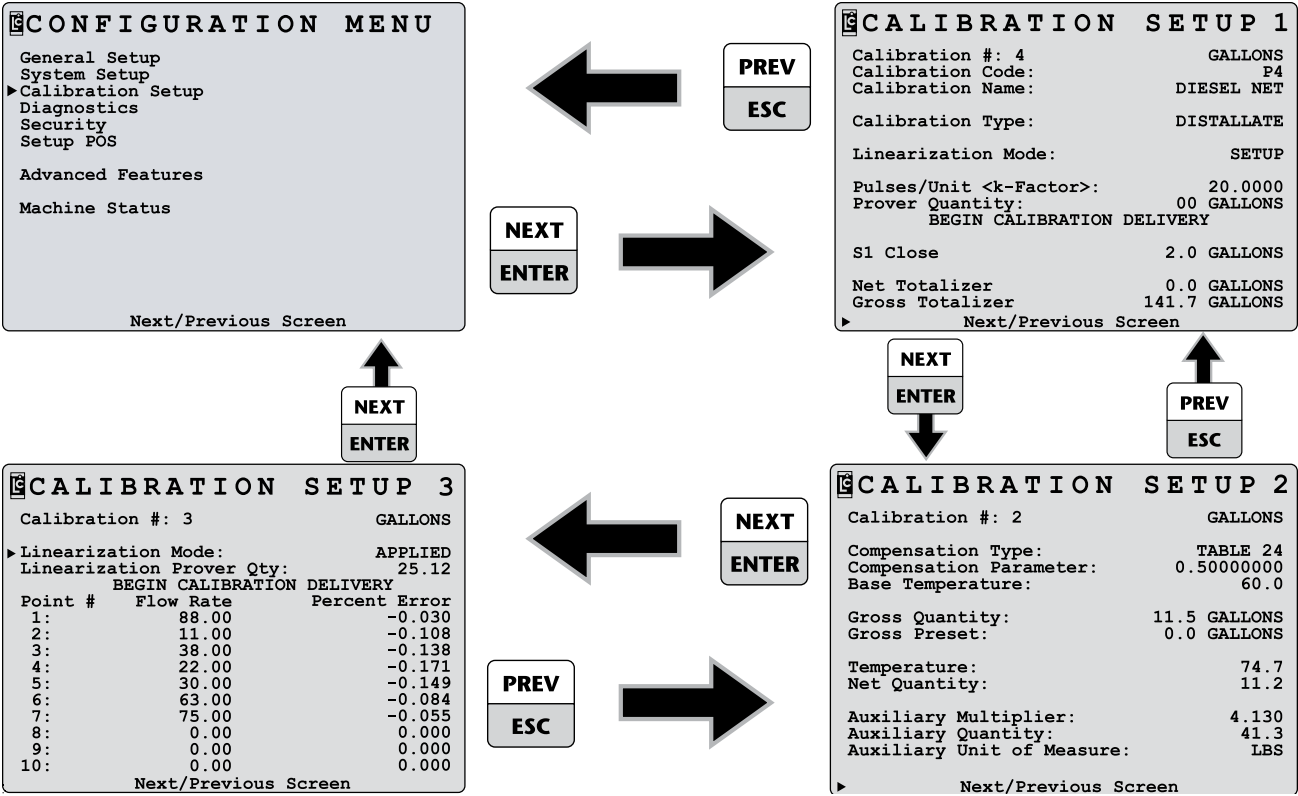 CONFIGURATION MENU
General Setup
System Setup
Calibration Setup
Diagnostics
Security
Setup POS
Advanced Features
Machine Status
Next/Previous Screen
PREV
ESC
NEXT
ENTER
CALIBRATION SETUP 1
Calibration #: 4 GALLONS
Calibration Code: P4
Calibration Name: DIESEL NET
Calibration Type: DISTALLATE
Linearization Mode: SETUP
Pulses/Unit <k-Factor>: 20.0000
Prover Quantity: 00 GALLONS
BEGIN CALIBRATION DELIVERY
S1 Close 2.0 GALLONS
Net Totalizer 0.0 GALLONS
Gross Totalizer 141.7 GALLONS
Next/Previous Screen
NEXT
ENTER
NEXT
ENTER
PREV
ESC
CALIBRATION SETUP 3
Calibration #: 3 GALLONS
Linearization Mode: APPLIED
Linearization Prover Qty: 25.12
BEGIN CALIBRATION DELIVERY
Point # Flow Rate Percent Error
1: 88.00 -0.030
2: 11.00 -0.108
3: 38.00 -0.138
4: 22.00 -0.171
5: 30.00 -0.149
6: 63.00 -0.084
7: 75.00 -0.055
8: 0.00 0.000
9: 0.00 0.000
10: 0.00 0.000
Next/Previous Screen
NEXT
ENTER
PREV
ESC
CALIBRATION SETUP 2
Calibration #: 2 GALLONS
Compensation Type: TABLE 24
Compensation Parameter: 0.50000000
Base Temperature: 60.0
Gross Quantity: 11.5 GALLONS
Gross Preset: 0.0 GALLONS
Temperature: 74.7
Net Quantity: 11.2
Auxiliary Multiplier: 4.130
Auxiliary Quantity: 41.3
Auxiliary Unit of Measure: LBS
Next/Previous Screen